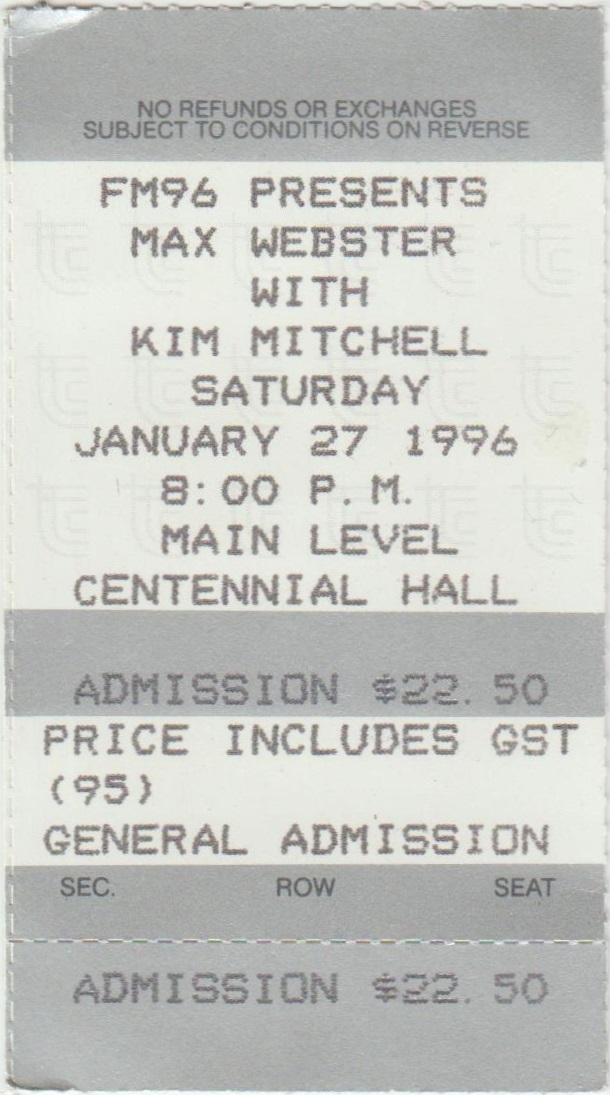 NO REFUNDS OR EXCHANGES
SUBJECT TO CONDITIONS ON REVERSE
FM96 PRESENTS
MAX WEBSTER
WITH
KIM MITCHELL
SATURDAY
JANUARY 27 1996
8:00 P.M.
MAIN LEVEL
CENTENNIAL HALL
ADMISSION $22.50
PRICE INCLUDES GST
(95)
GENERAL ADMISSION
SEC. ROW SEAT
ADMISSION $22.50